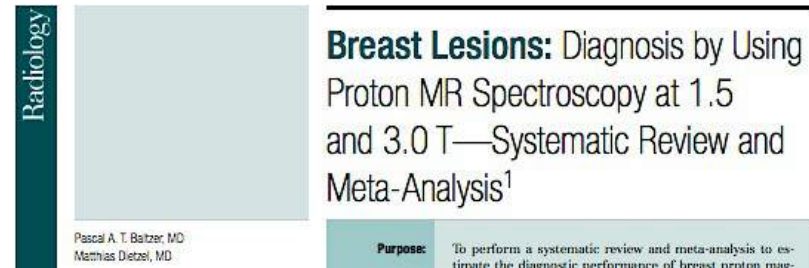 Radiology
Breast Lesions: Diagnosis by Using
Proton MR Spectroscopy at 1.5
and 3.0 T—Systematic Review and
Meta-Analysis¹
Pascal A. T. Baltzer, MD
Matthias Dietzel, MD
Purpose:
To perform a systematic review and meta-analysis to es-
timate the diagnostic performance of breast proton mag-